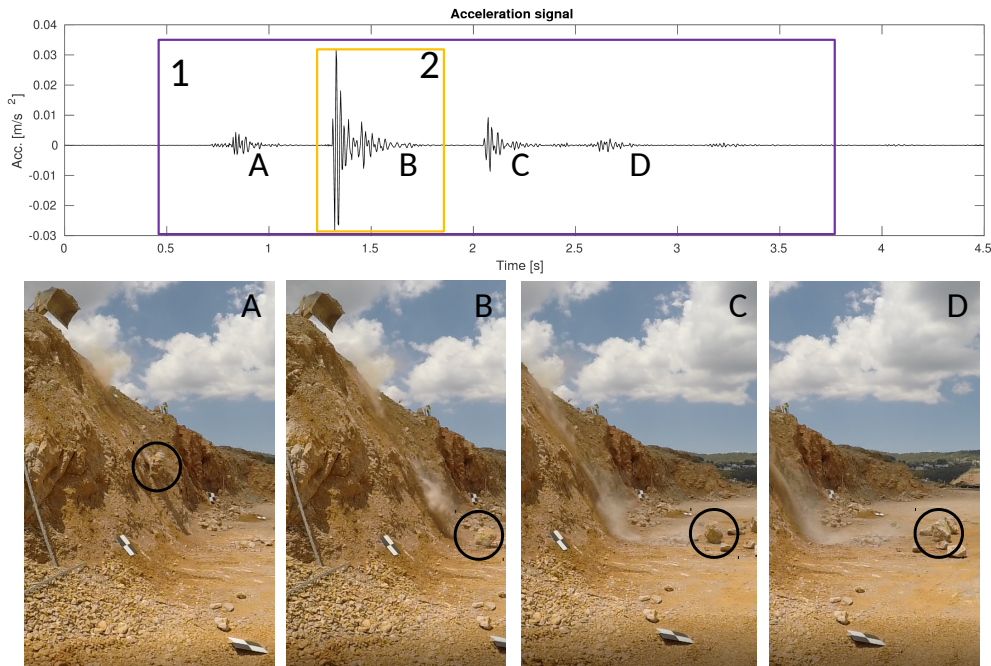 Acceleration signal
0.04
0.03
0.02
0.01
0
-0.01
-0.02
-0.03
Acc. [m/s 2]
1
2
A
B
C
D
0 0.5 1 1.5 2 2.5 3 3.5 4 4.5
Time [s]
A
B
C
D